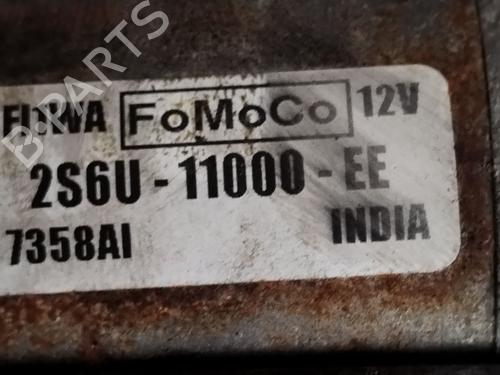 FoMoCo 12V
2S6U - 11000 - EE
7358AI INDIA
B-PARTS